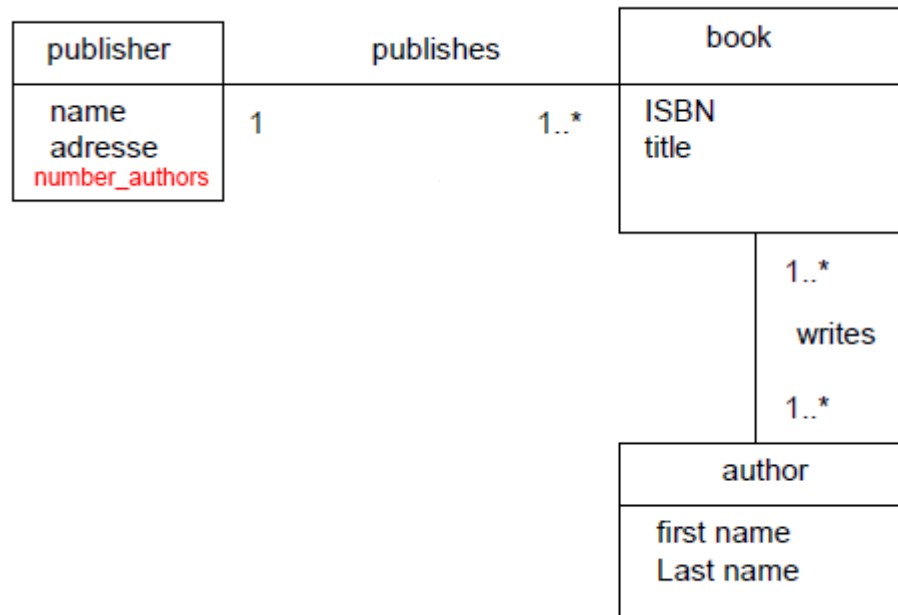 publisher
publishes
book
name
adresse
number_authors
1
1..*
ISBN
title
1..*
writes
1..*
author
first name
Last name